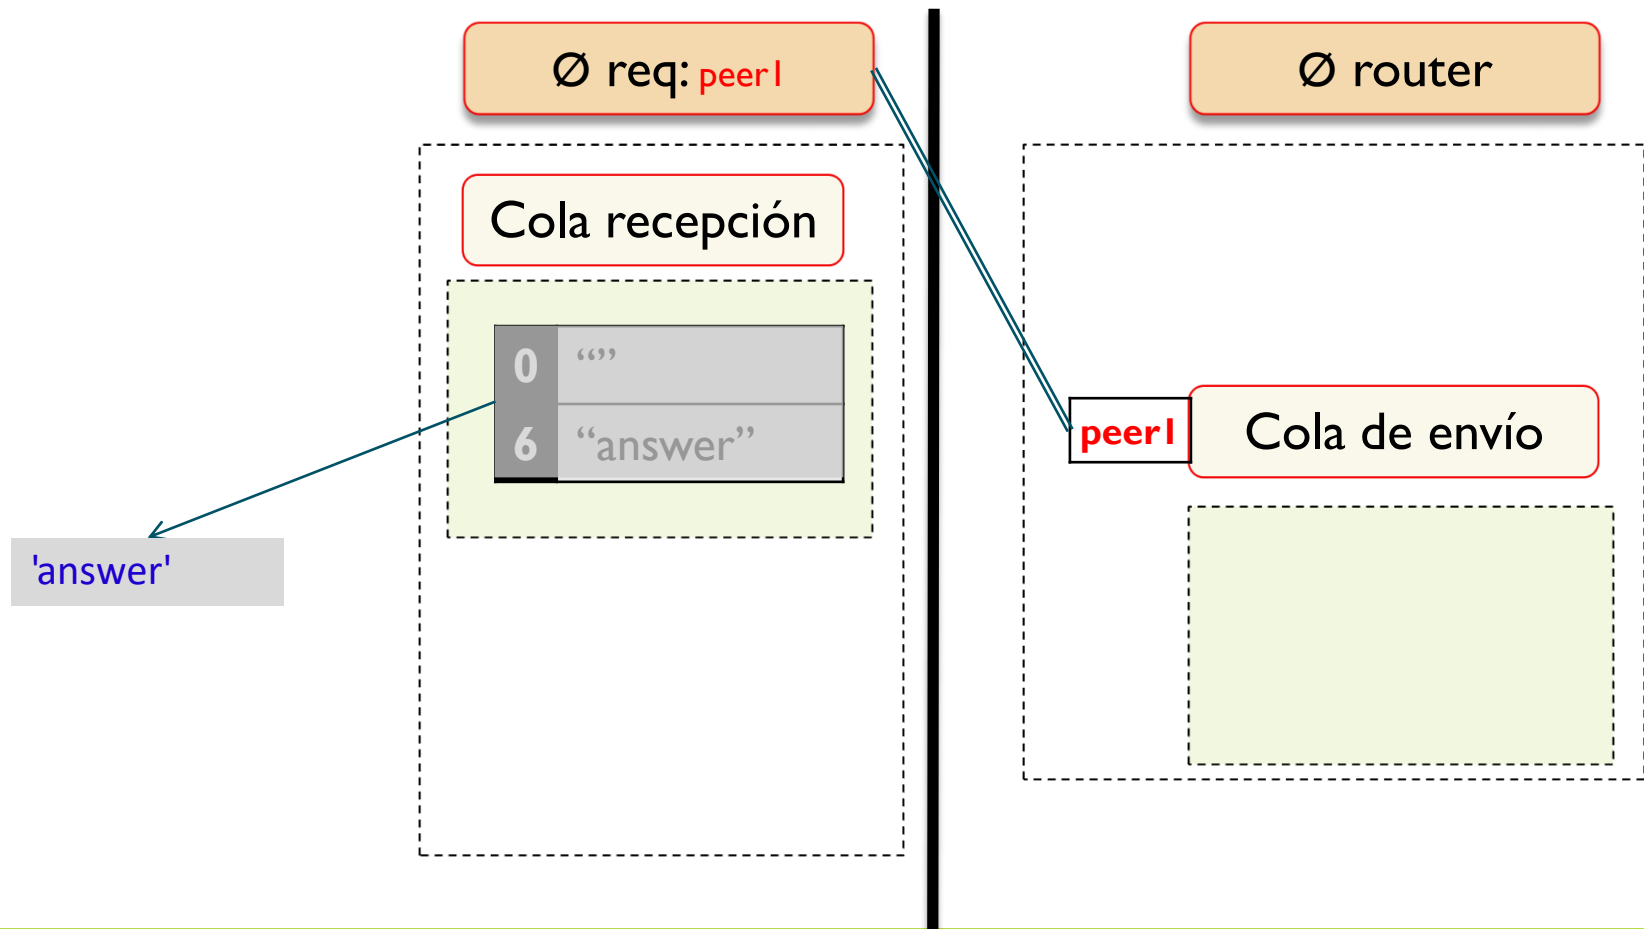 Ø req: peer1
Ø router
Cola recepción
0 “”
6 “answer”
peer1 Cola de envío
'answer'